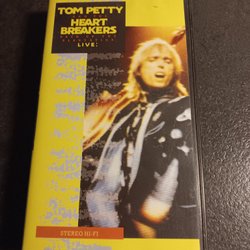 TOM PETTY
AND THE
HEART
BREAKERS
LIVE!
STEREO HI-FI